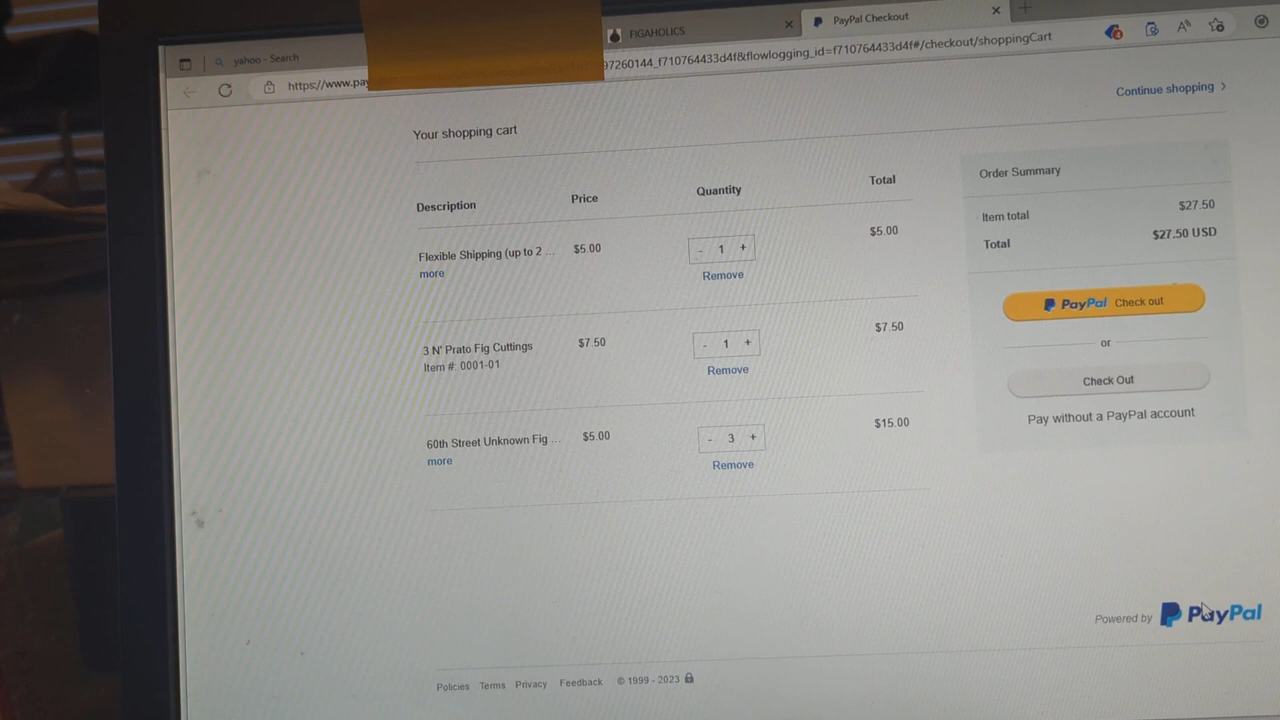 yahoo - Search
FIGAHOLICS
PayPal Checkout
https://www.pay
97260144_f710764433d4f&flowlogging_id=f710764433d4f#/checkout/shoppingCart
Continue shopping >
Your shopping cart
Description Price Quantity Total
Flexible Shipping (up to 2 ... $5.00 - 1 + $5.00
more
Remove
3 N' Prato Fig Cuttings $7.50 - 1 + $7.50
Item #: 0001-01
Remove
60th Street Unknown Fig ... $5.00 - 3 + $15.00
more
Remove
Order Summary
Item total $27.50
Total $27.50 USD
PayPal Check out
or
Check Out
Pay without a PayPal account
Powered by PayPal
Policies Terms Privacy Feedback © 1999 - 2023